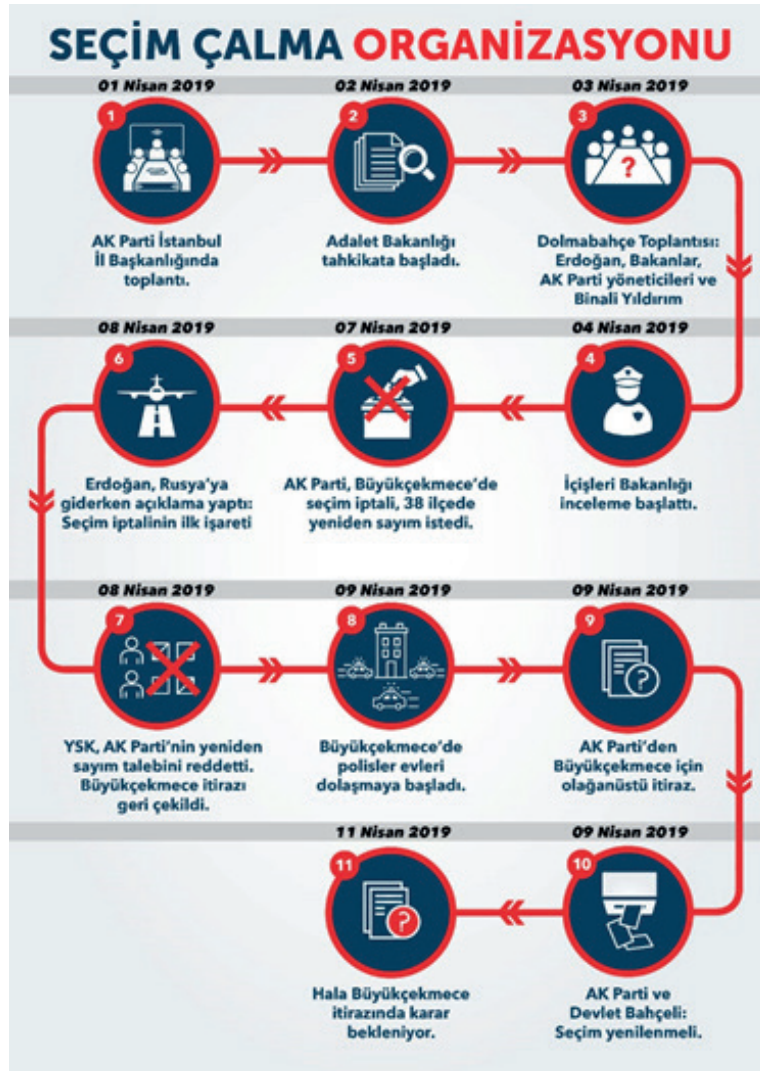 SEÇİM ÇALMA ORGANİZASYONU
01 Nisan 2019
1
AK Parti İstanbul
İl Başkanlığında
toplantı.
02 Nisan 2019
2
Adalet Bakanlığı
tahkikata başladı.
03 Nisan 2019
3
?
Dolmabahçe Toplantısı:
Erdoğan, Bakanlar,
AK Parti yöneticileri ve
Binali Yıldırım
04 Nisan 2019
4
İçişleri Bakanlığı
inceleme başlattı.
07 Nisan 2019
5
AK Parti, Büyükçekmece'de
seçim iptali, 38 ilçede
yeniden sayım istedi.
08 Nisan 2019
6
Erdoğan, Rusya'ya
giderken açıklama yaptı:
Seçim iptalinin ilk işareti
08 Nisan 2019
7
YSK, AK Parti'nin yeniden
sayım talebini reddetti.
Büyükçekmece itirazı
geri çekildi.
09 Nisan 2019
8
Büyükçekmece'de
polisler evleri
dolaşmaya başladı.
09 Nisan 2019
9
?
AK Parti'den
Büyükçekmece için
olağanüstü itiraz.
09 Nisan 2019
10
AK Parti ve
Devlet Bahçeli:
Seçim yenilenmeli.
11 Nisan 2019
11
?
Hala Büyükçekmece
itirazında karar
bekleniyor.